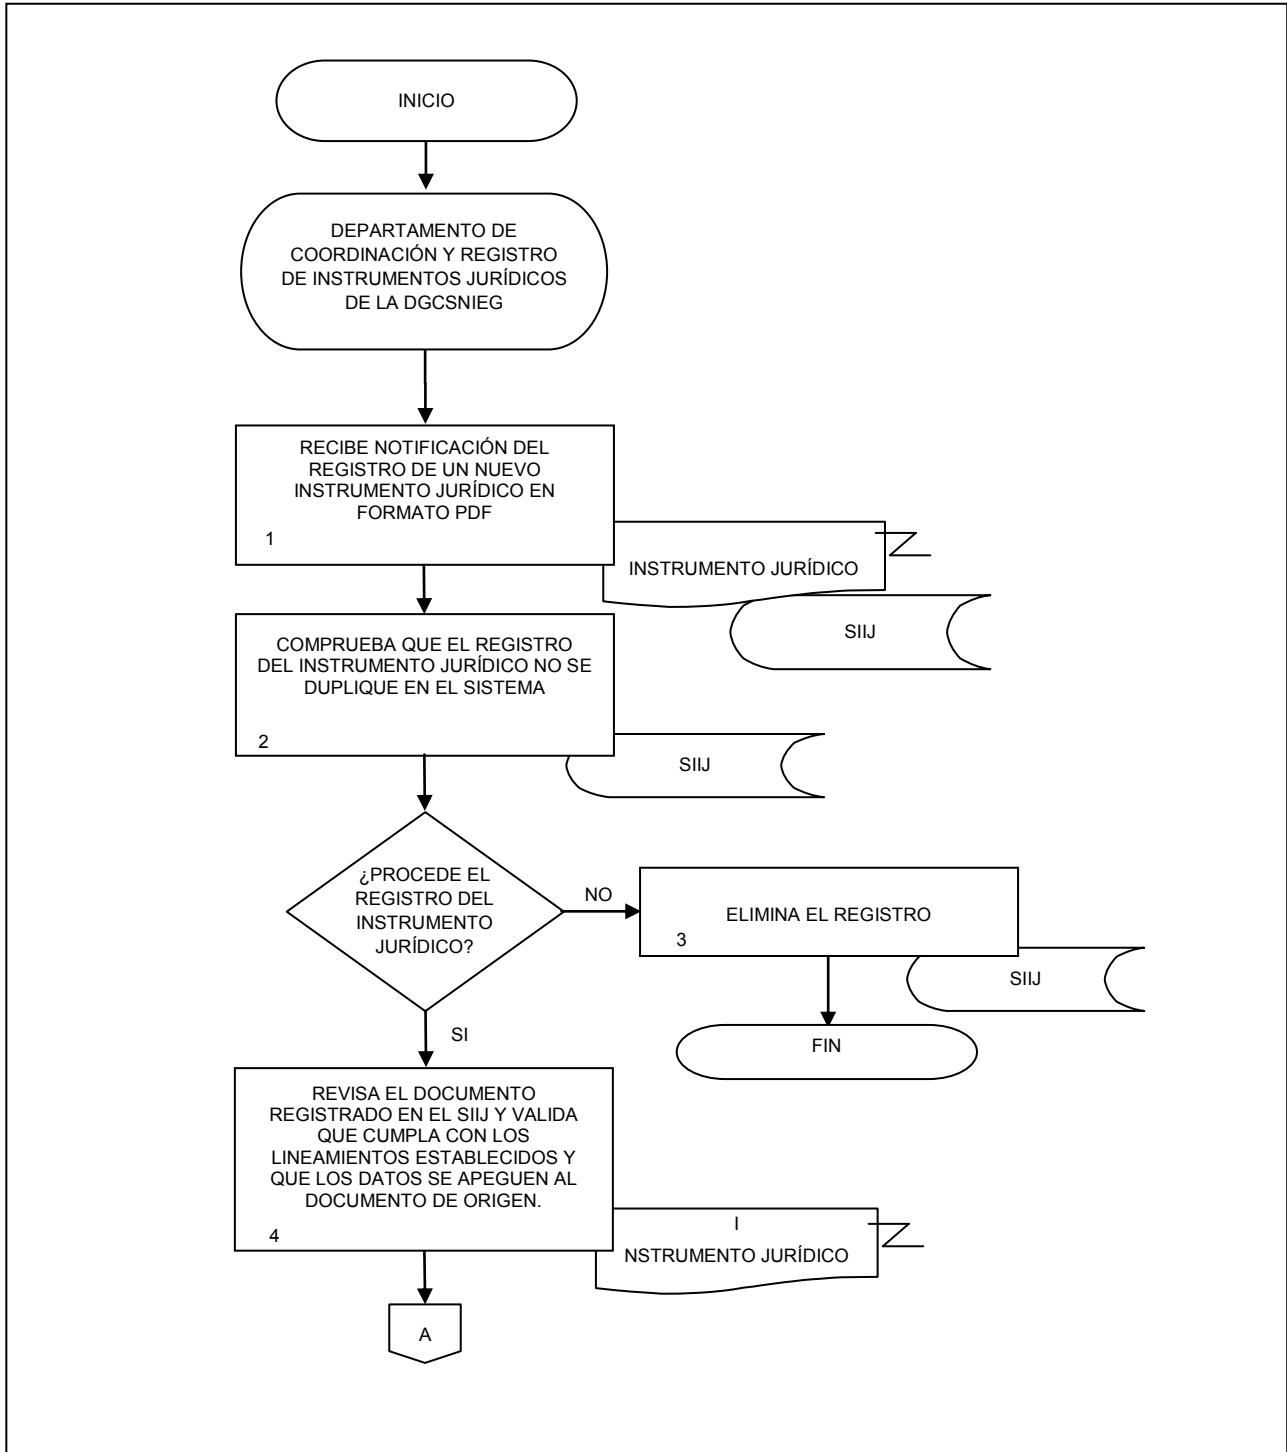 INICIO
DEPARTAMENTO DE
COORDINACIÓN Y REGISTRO
DE INSTRUMENTOS JURÍDICOS
DE LA DGCSNIEG
RECIBE NOTIFICACIÓN DEL
REGISTRO DE UN NUEVO
INSTRUMENTO JURÍDICO EN
FORMATO PDF
1
INSTRUMENTO JURÍDICO
SIIJ
COMPRUEBA QUE EL REGISTRO
DEL INSTRUMENTO JURÍDICO NO SE
DUPLIQUE EN EL SISTEMA
2
SIIJ
¿PROCEDE EL
REGISTRO DEL
INSTRUMENTO
JURÍDICO?
NO
ELIMINA EL REGISTRO
3
SIIJ
FIN
SI
REVISA EL DOCUMENTO
REGISTRADO EN EL SIIJ Y VALIDA
QUE CUMPLA CON LOS
LINEAMIENTOS ESTABLECIDOS Y
QUE LOS DATOS SE APEGUEN AL
DOCUMENTO DE ORIGEN.
4
I
NSTRUMENTO JURÍDICO
A